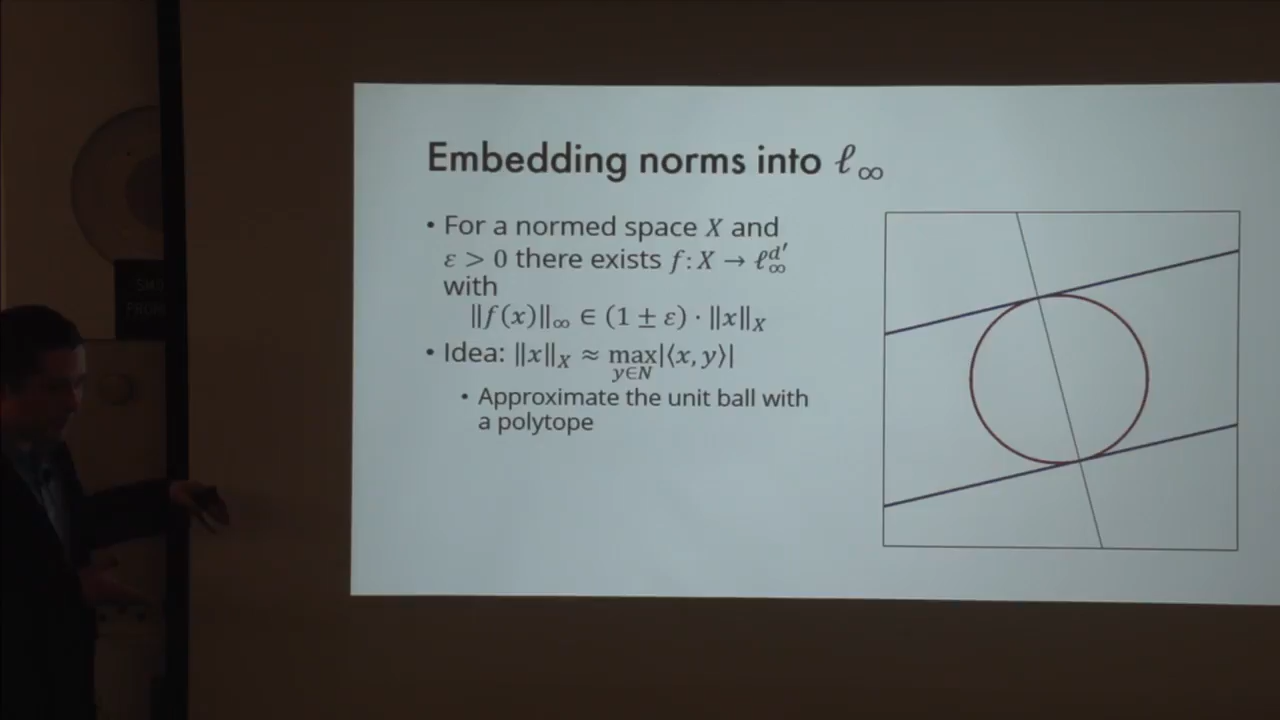 Embedding norms into ℓ∞
• For a normed space X and
ε > 0 there exists f: X → ℓ∞^d′
with
‖f(x)‖∞ ∈ (1 ± ε) · ‖x‖X
• Idea: ‖x‖X ≈ max|⟨x, y⟩|
y∈N
• Approximate the unit ball with
a polytope